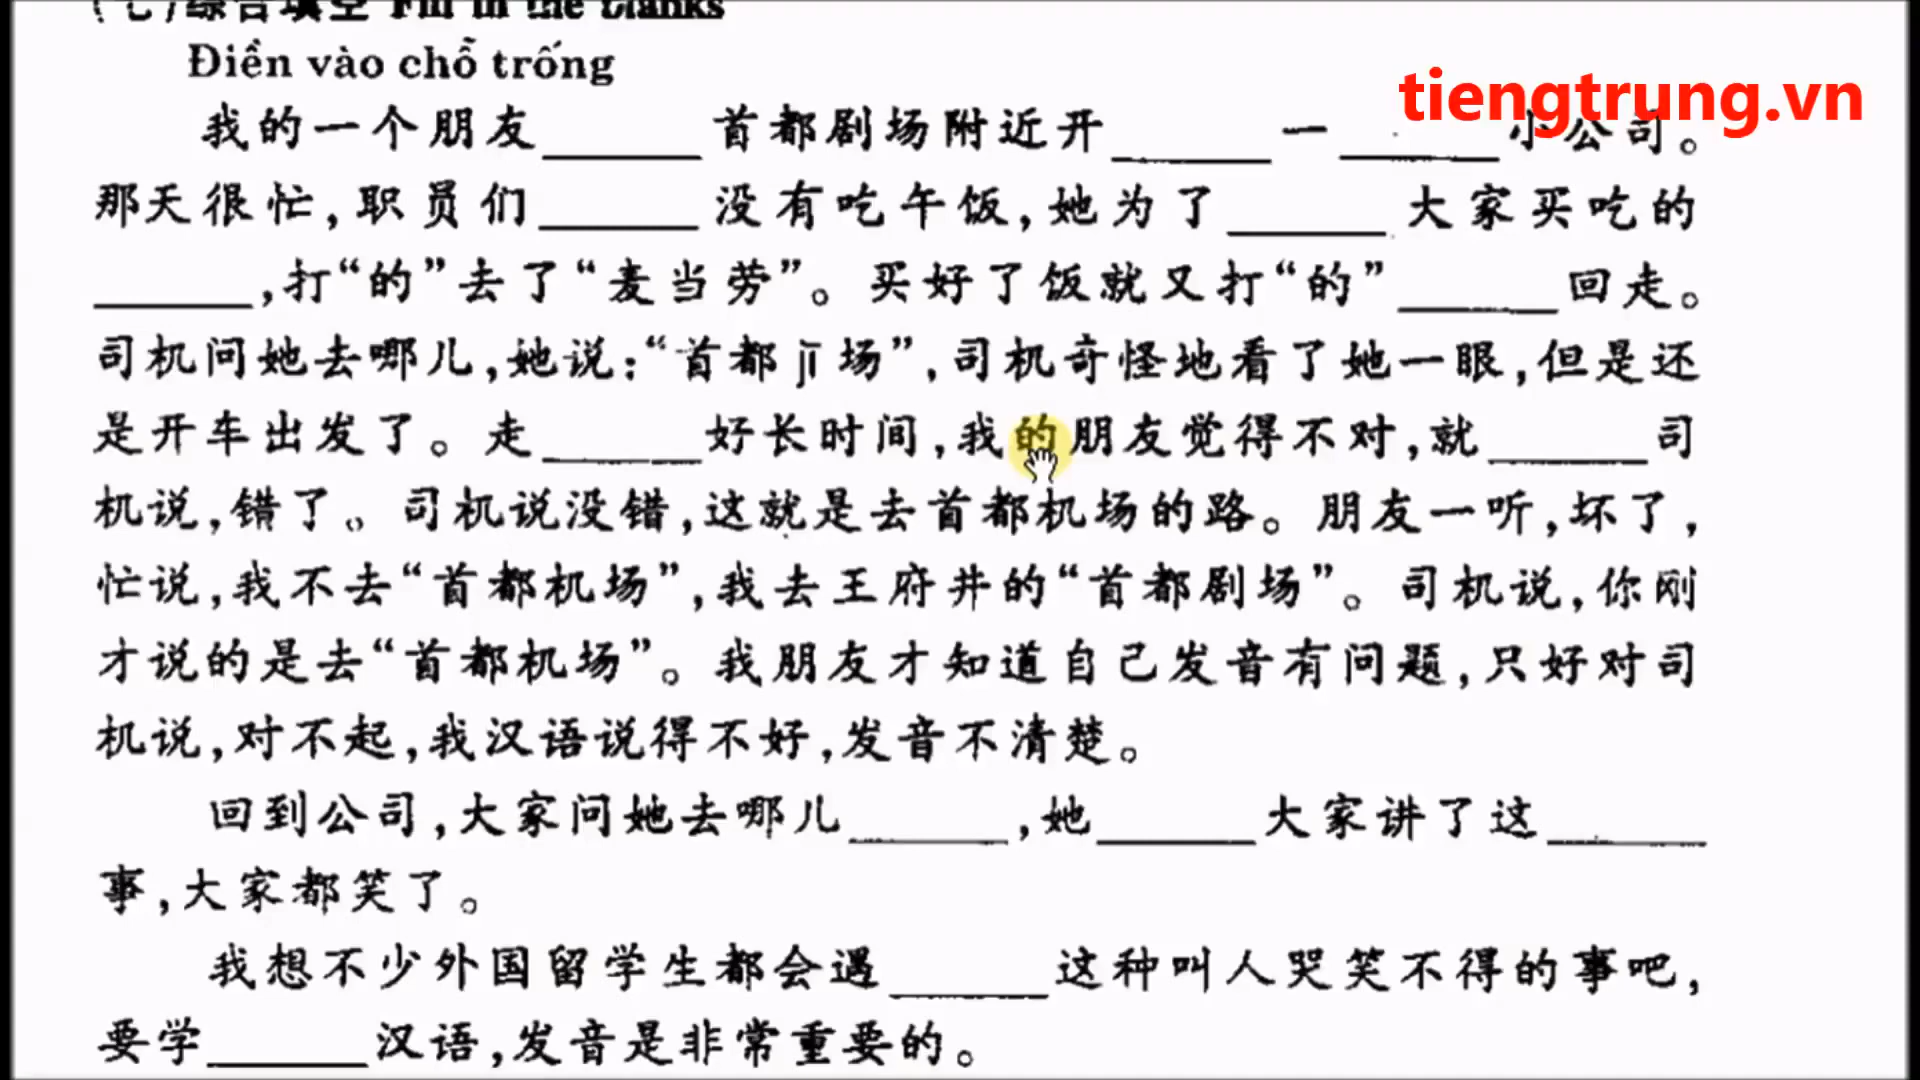 (七)综合填空 Fill in the blanks
Điền vào chỗ trống
tiengtrung.vn
我的一个朋友______首都剧场附近开______一______小公司。
那天很忙,职员们______没有吃午饭,她为了______大家买吃的
______,打“的”去了“麦当劳”。买好了饭就又打“的”______回走。
司机问她去哪儿,她说:“首都jī场”,司机奇怪地看了她一眼,但是还
是开车出发了。走______好长时间,我的朋友觉得不对,就______司
机说,错了。司机说没错,这就是去首都机场的路。朋友一听,坏了,
忙说,我不去“首都机场”,我去王府井的“首都剧场”。司机说,你刚
才说的是去“首都机场”。我朋友才知道自己发音有问题,只好对司
机说,对不起,我汉语说得不好,发音不清楚。
回到公司,大家问她去哪儿______,她______大家讲了这______
事,大家都笑了。
我想不少外国留学生都会遇______这种叫人哭笑不得的事吧,
要学______汉语,发音是非常重要的。